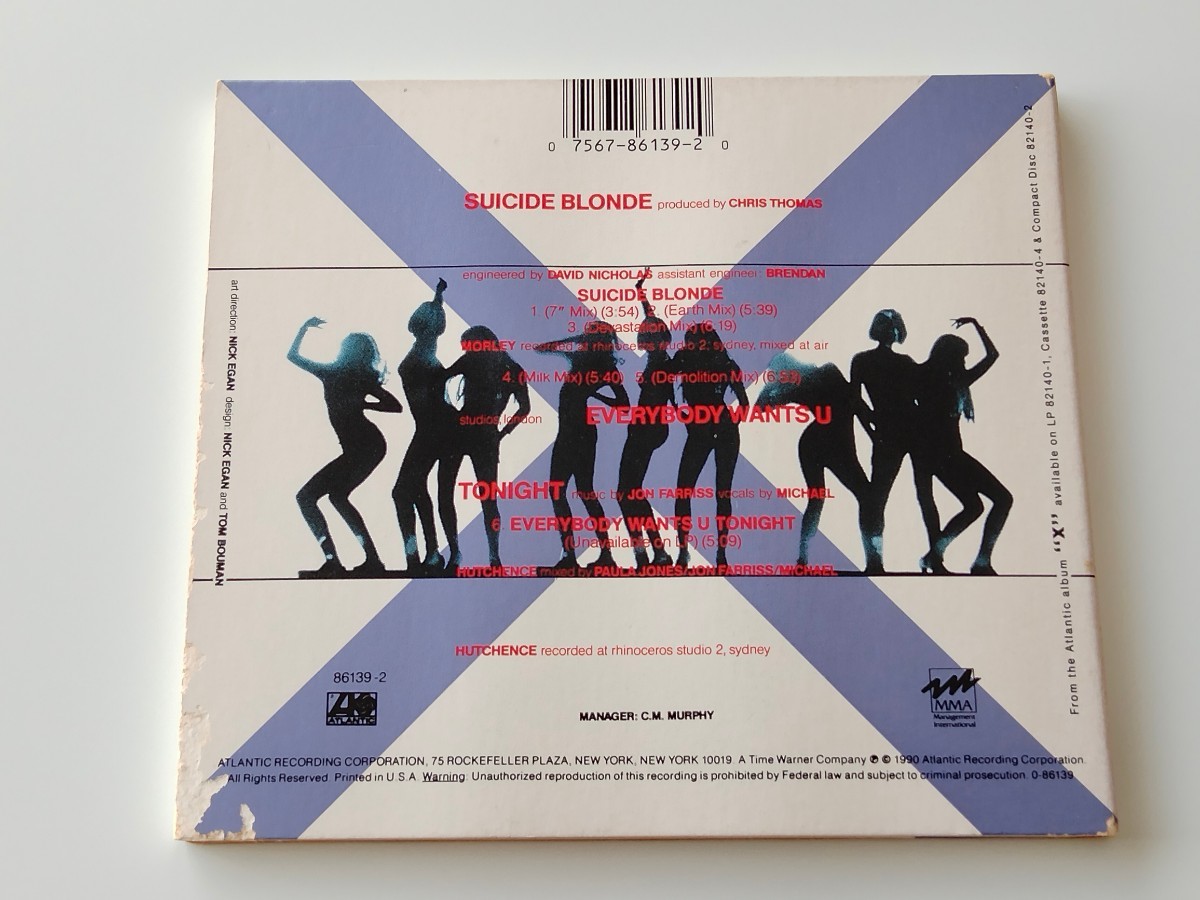 0 7567-86139-2 0
SUICIDE BLONDE produced by CHRIS THOMAS
engineered by DAVID NICHOLAS assistant engineer: BRENDAN
SUICIDE BLONDE
1. (7" Mix) (3:54) 2. (Earth Mix) (5:39)
3. (Devastation Mix) (6:19)
MORLEY recorded at rhinoceros studio 2, sydney, mixed at air
4. (Milk Mix) (5:40) 5. (Demolition Mix)
studios, london EVERYBODY WANTS U
TONIGHT music by JON FARRISS vocals by MICHAEL
6. EVERYBODY WANTS U TONIGHT
(Unavailable on LP) (5:09)
HUTCHENCE mixed by PAULA JONES/JON FARRISS/MICHAEL
HUTCHENCE recorded at rhinoceros studio 2, sydney
art direction: NICK EGAN design: NICK EGAN and TOM BOUMAN
From the Atlantic album "X" available on LP 82140-1, Cassette 82140-4 & Compact Disc 82140-2
86139-2
ATLANTIC
MANAGER: C.M. MURPHY
MMA
Management
International
ATLANTIC RECORDING CORPORATION, 75 ROCKEFELLER PLAZA, NEW YORK, NEW YORK 10019 A Time Warner Company ℗ © 1990 Atlantic Recording Corporation.
All Rights Reserved. Printed in U.S.A. Warning: Unauthorized reproduction of this recording is prohibited by Federal law and subject to criminal prosecution. 0-86139